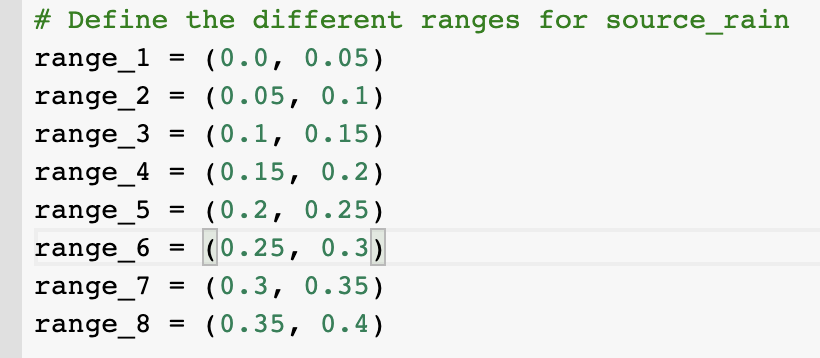 # Define the different ranges for source_rain
range_1 = (0.0, 0.05)
range_2 = (0.05, 0.1)
range_3 = (0.1, 0.15)
range_4 = (0.15, 0.2)
range_5 = (0.2, 0.25)
range_6 = (0.25, 0.3)
range_7 = (0.3, 0.35)
range_8 = (0.35, 0.4)